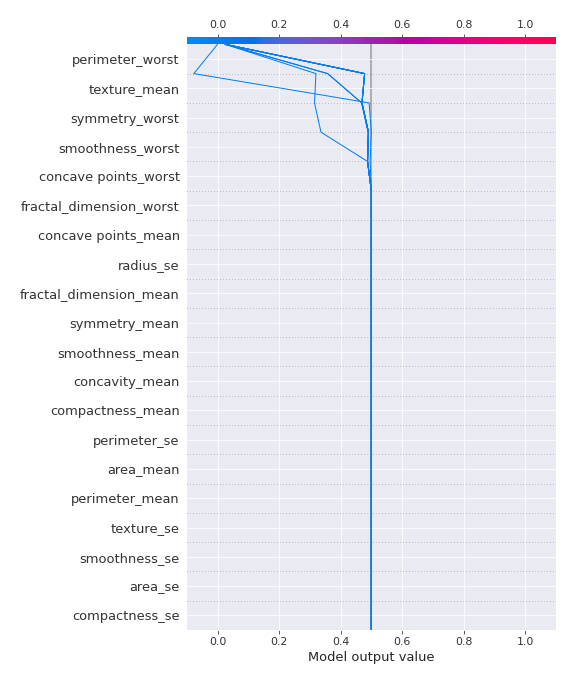 0.0 0.2 0.4 0.6 0.8 1.0
perimeter_worst
texture_mean
symmetry_worst
smoothness_worst
concave points_worst
fractal_dimension_worst
concave points_mean
radius_se
fractal_dimension_mean
symmetry_mean
smoothness_mean
concavity_mean
compactness_mean
perimeter_se
area_mean
perimeter_mean
texture_se
smoothness_se
area_se
compactness_se
0.0 0.2 0.4 0.6 0.8 1.0
Model output value